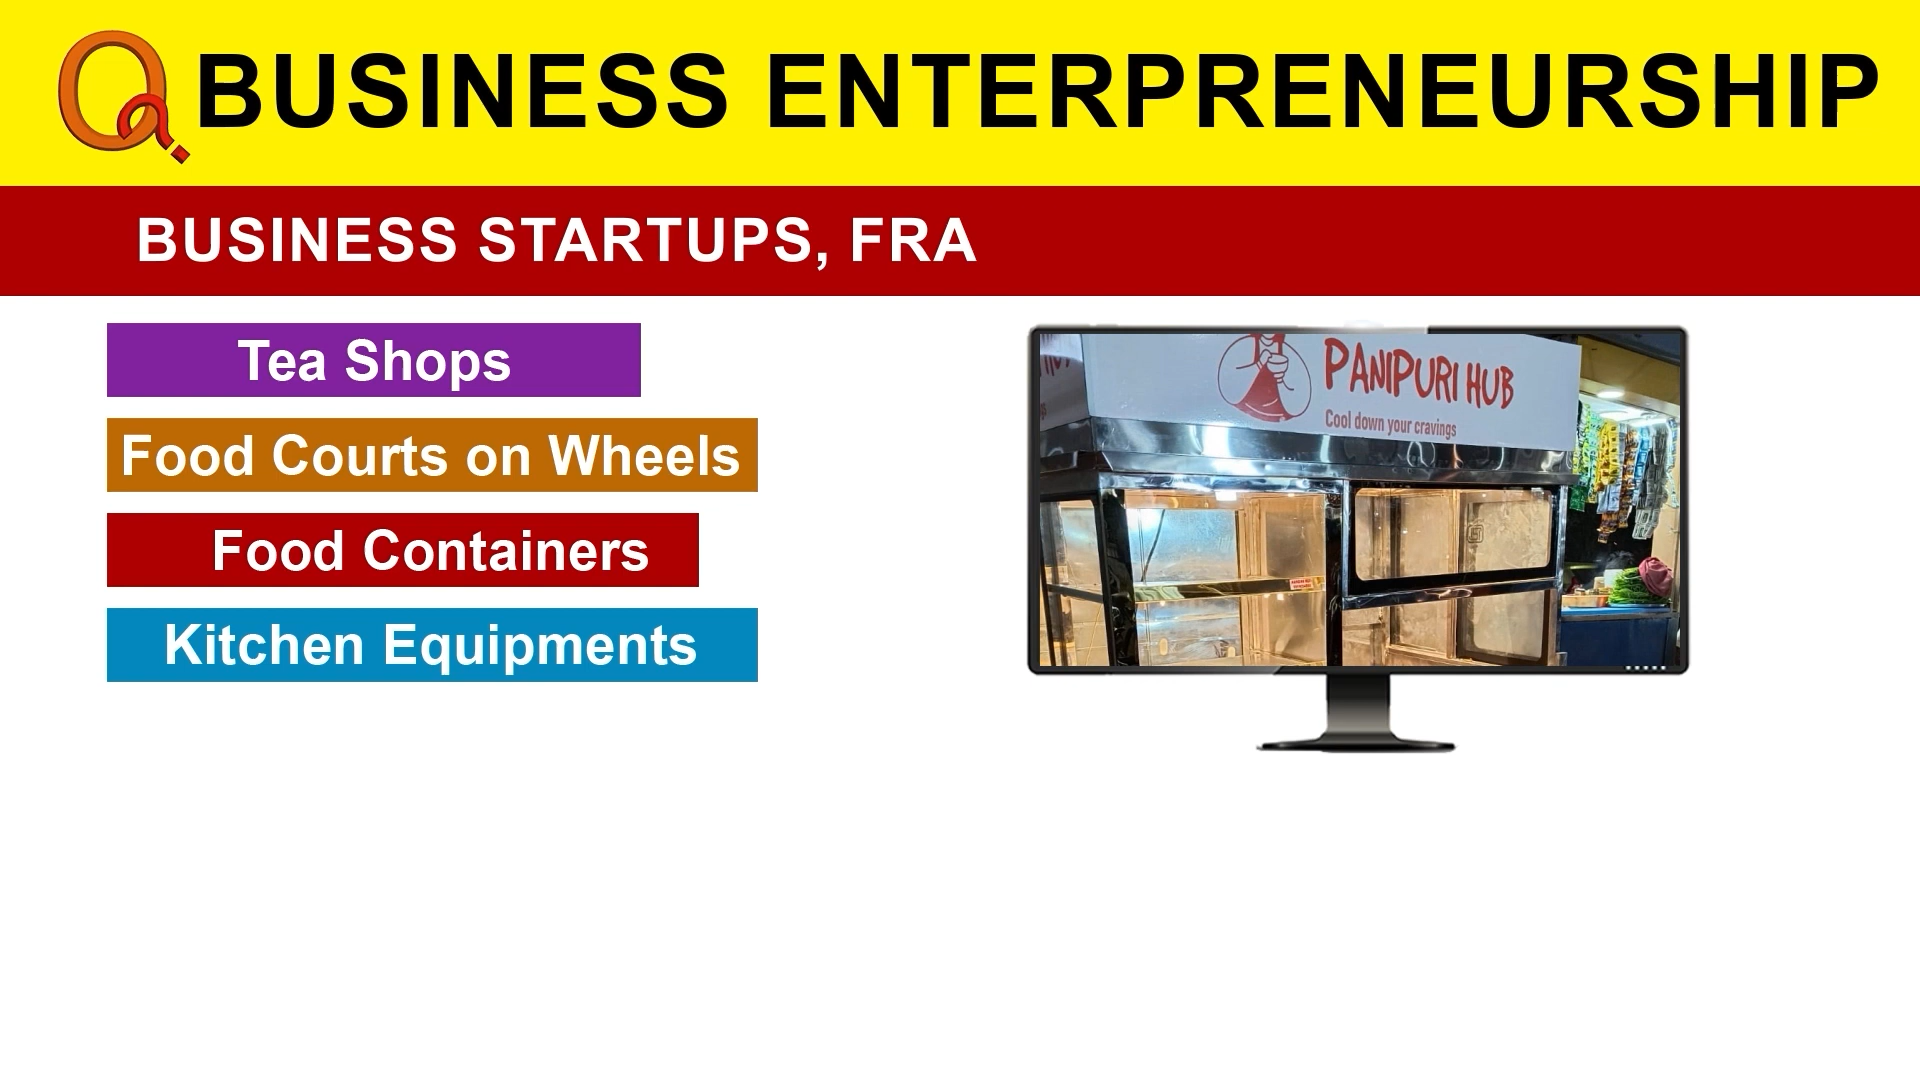 BUSINESS ENTERPRENEURSHIP
BUSINESS STARTUPS, FRA
Tea Shops
Food Courts on Wheels
Food Containers
Kitchen Equipments
PANIPURI HUB
Cool down your cravings